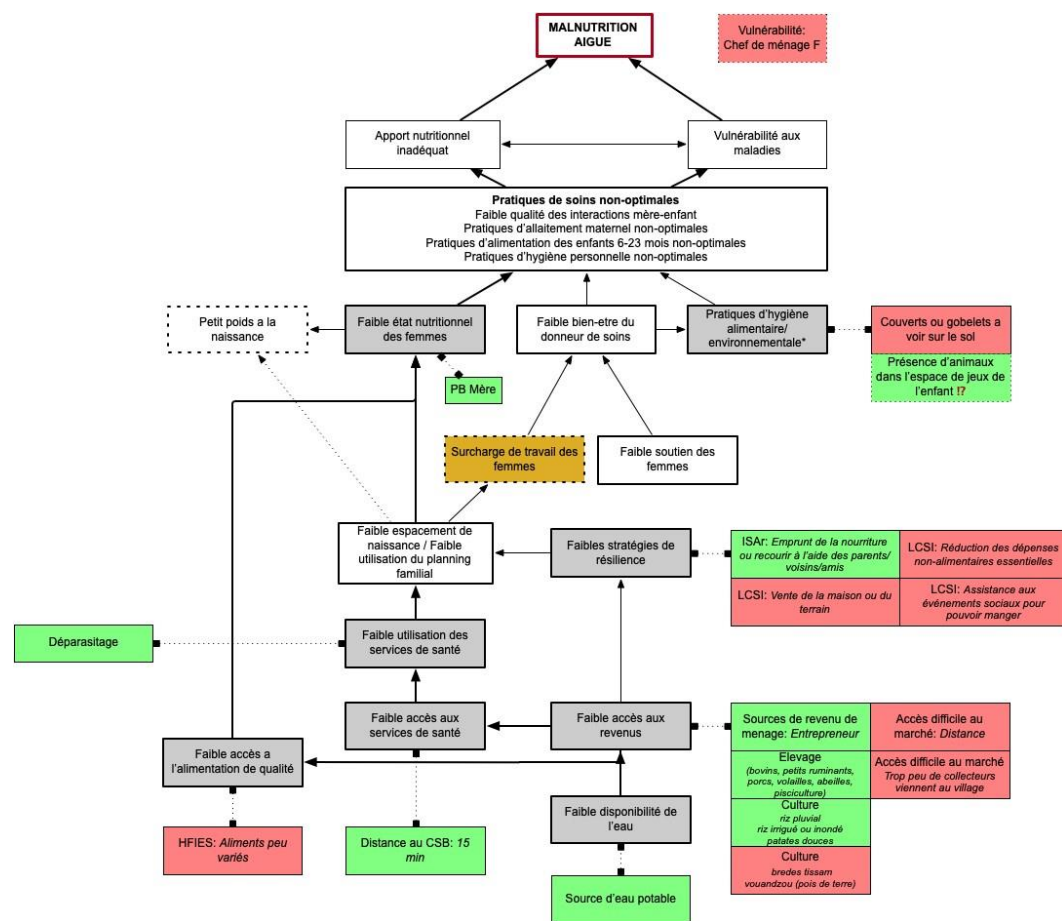 MALNUTRITION
AIGUE
Vulnérabilité:
Chef de ménage F
Apport nutritionnel
inadéquat
Vulnérabilité aux
maladies
Pratiques de soins non-optimales
Faible qualité des interactions mère-enfant
Pratiques d'allaitement maternel non-optimales
Pratiques d'alimentation des enfants 6-23 mois non-optimales
Pratiques d'hygiène personnelle non-optimales
Petit poids a la
naissance
Faible état nutritionnel
des femmes
Faible bien-etre du
donneur de soins
Pratiques d'hygiène
alimentaire/
environnementale*
Couverts ou gobelets a
voir sur le sol
Présence d'animaux
dans l'espace de jeux de
l'enfant !?
PB Mère
Surcharge de travail des
femmes
Faible soutien des
femmes
Faible espacement de
naissance / Faible
utilisation du planning
familial
Faibles stratégies de
résilience
ISAr: Emprunt de la nourriture
ou recourir à l'aide des parents/
voisins/amis
LCSI: Réduction des dépenses
non-alimentaires essentielles
LCSI: Vente de la maison ou du
terrain
LCSI: Assistance aux
événements sociaux pour
pouvoir manger
Déparasitage
Faible utilisation des
services de santé
Faible accès aux
services de santé
Faible accès aux
revenus
Sources de revenu de
menage: Entrepreneur
Accès difficile au
marché: Distance
Faible accès a
l'alimentation de qualité
Elevage
(bovins, petits ruminants,
porcs, volailles, abeilles,
pisciculture)
Accès difficile au marché
Trop peu de collecteurs
viennent au village
Faible disponibilité de
l'eau
Culture
riz pluvial
riz irrigué ou inondé
patates douces
HFIES: Aliments peu
variés
Distance au CSB: 15
min
Culture
bredes tissam
vouandzou (pois de terre)
Source d'eau potable